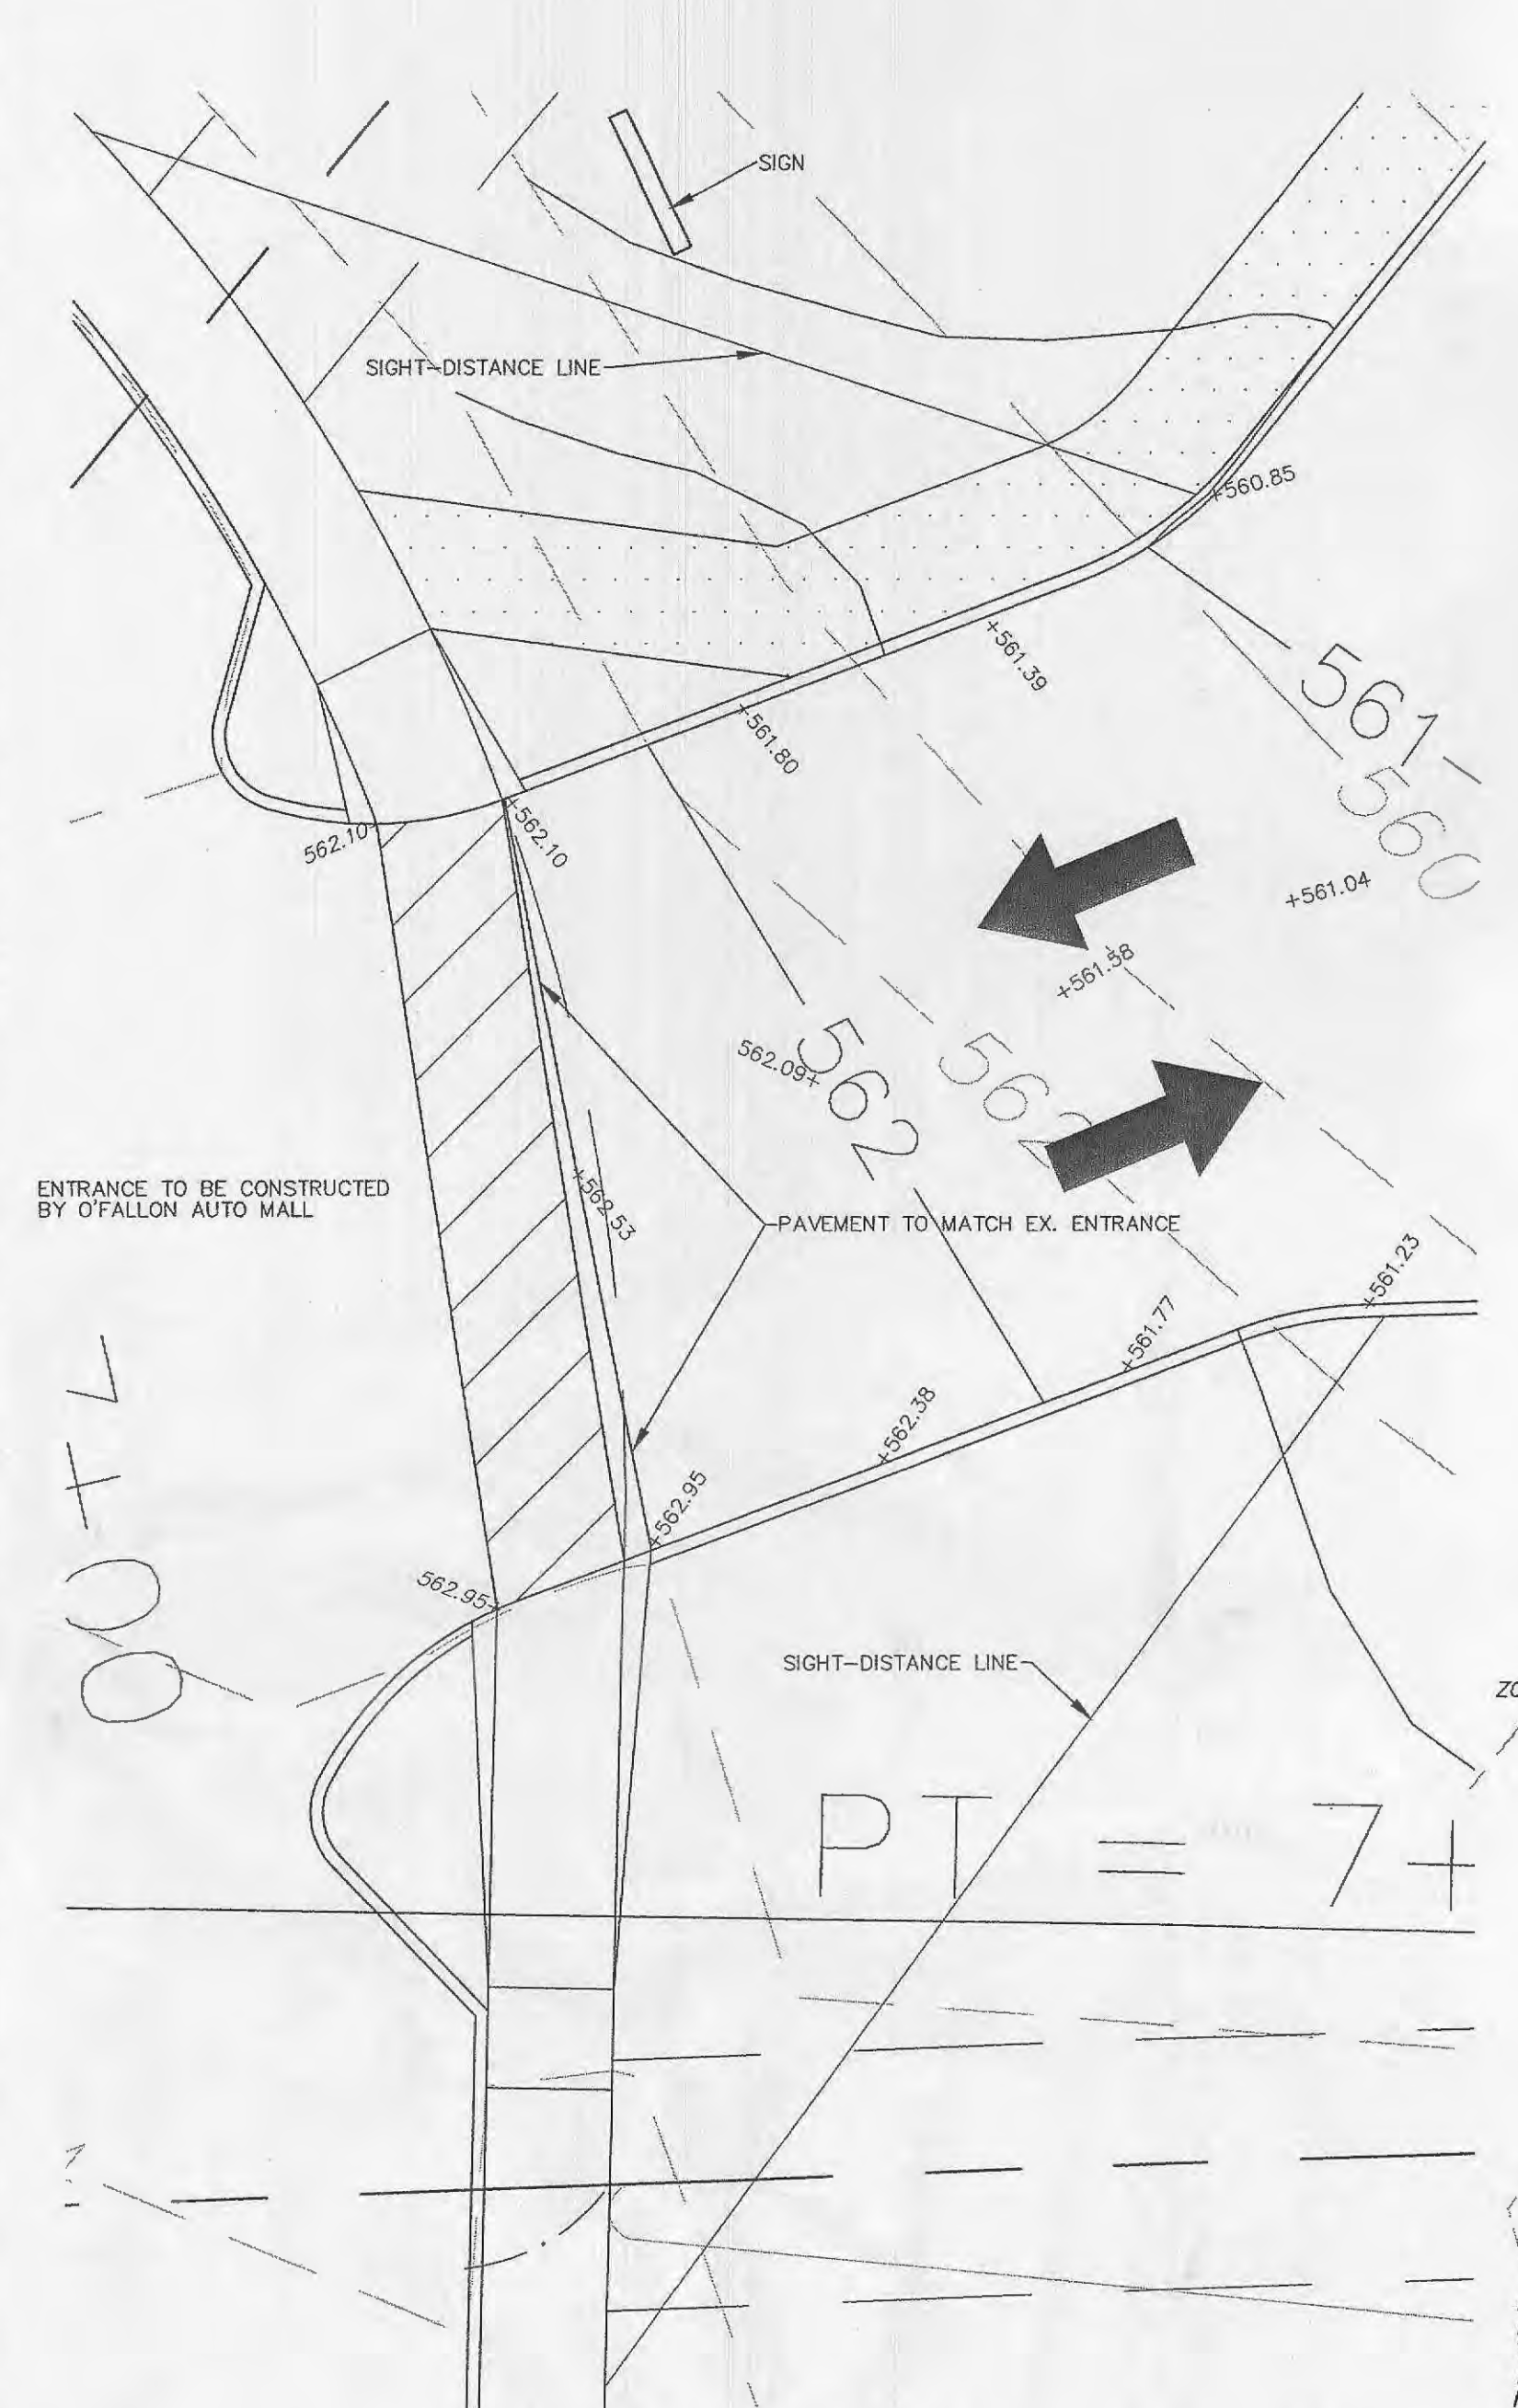 SIGN
SIGHT-DISTANCE LINE
+560.85
+561.39
561
+561.80
560
562.10+
+562.10
+561.04
+561.58
562
562.09+
562
ENTRANCE TO BE CONSTRUCTED
BY O'FALLON AUTO MALL
+562.53
PAVEMENT TO MATCH EX. ENTRANCE
+561.23
+561.77
+562.38
+562.95
562.95+
SIGHT-DISTANCE LINE
PT = 7+